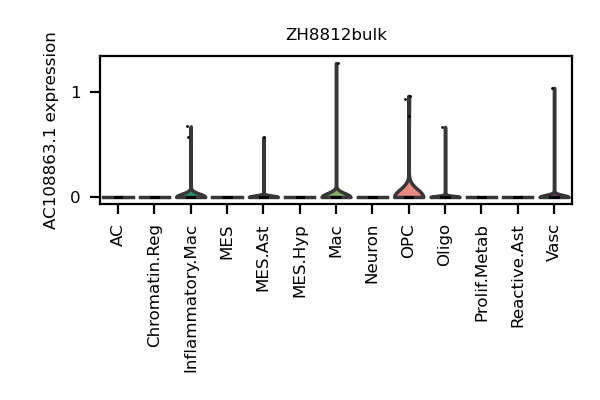 ZH8812bulk
AC108863.1 expression
1
0
AC
Chromatin.Reg
Inflammatory.Mac
MES
MES.Ast
MES.Hyp
Mac
Neuron
OPC
Oligo
Prolif.Metab
Reactive.Ast
Vasc